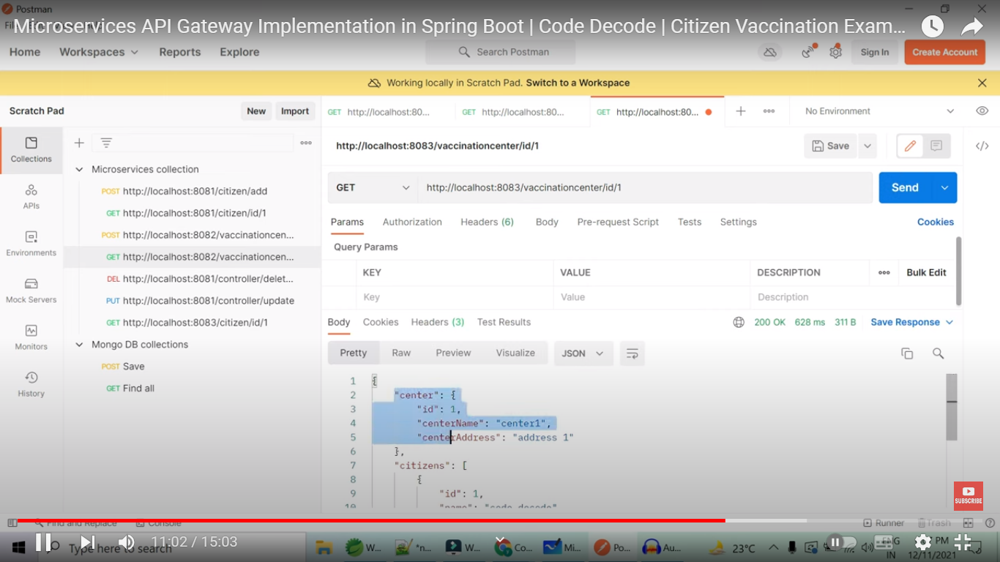 Postman
Microservices API Gateway Implementation in Spring Boot | Code Decode | Citizen Vaccination Exam...
Home Workspaces Reports Explore Search Postman Sign In Create Account
Working locally in Scratch Pad. Switch to a Workspace
Scratch Pad New Import
GET http://localhost:80... GET http://localhost:80... GET http://localhost:80... No Environment
http://localhost:8083/vaccinationcenter/id/1 Save
Collections
APIs
Environments
Mock Servers
Monitors
History
Microservices collection
POST http://localhost:8081/citizen/add
GET http://localhost:8081/citizen/id/1
POST http://localhost:8082/vaccinationcen...
GET http://localhost:8082/vaccinationcen...
DEL http://localhost:8081/controller/delet...
PUT http://localhost:8081/controller/update
GET http://localhost:8083/citizen/id/1
Mongo DB collections
POST Save
GET Find all
GET http://localhost:8083/vaccinationcenter/id/1 Send
Params Authorization Headers (6) Body Pre-request Script Tests Settings Cookies
Query Params
KEY VALUE DESCRIPTION Bulk Edit
Key Value Description
Body Cookies Headers (3) Test Results 200 OK 628 ms 311 B Save Response
Pretty Raw Preview Visualize JSON
1 {
2 "center": {
3 "id": 1,
4 "centerName": "center1",
5 "centerAddress": "address 1"
6 },
7 "citizens": [
8 {
9 "id": 1,
10 "name": "code decode"
SUBSCRIBE
Find and Replace Console Runner Trash
11:02 / 15:03
Type here to search W... *n... W... Co... Mi... Po... Au... 23°C
IN 12/11/2021